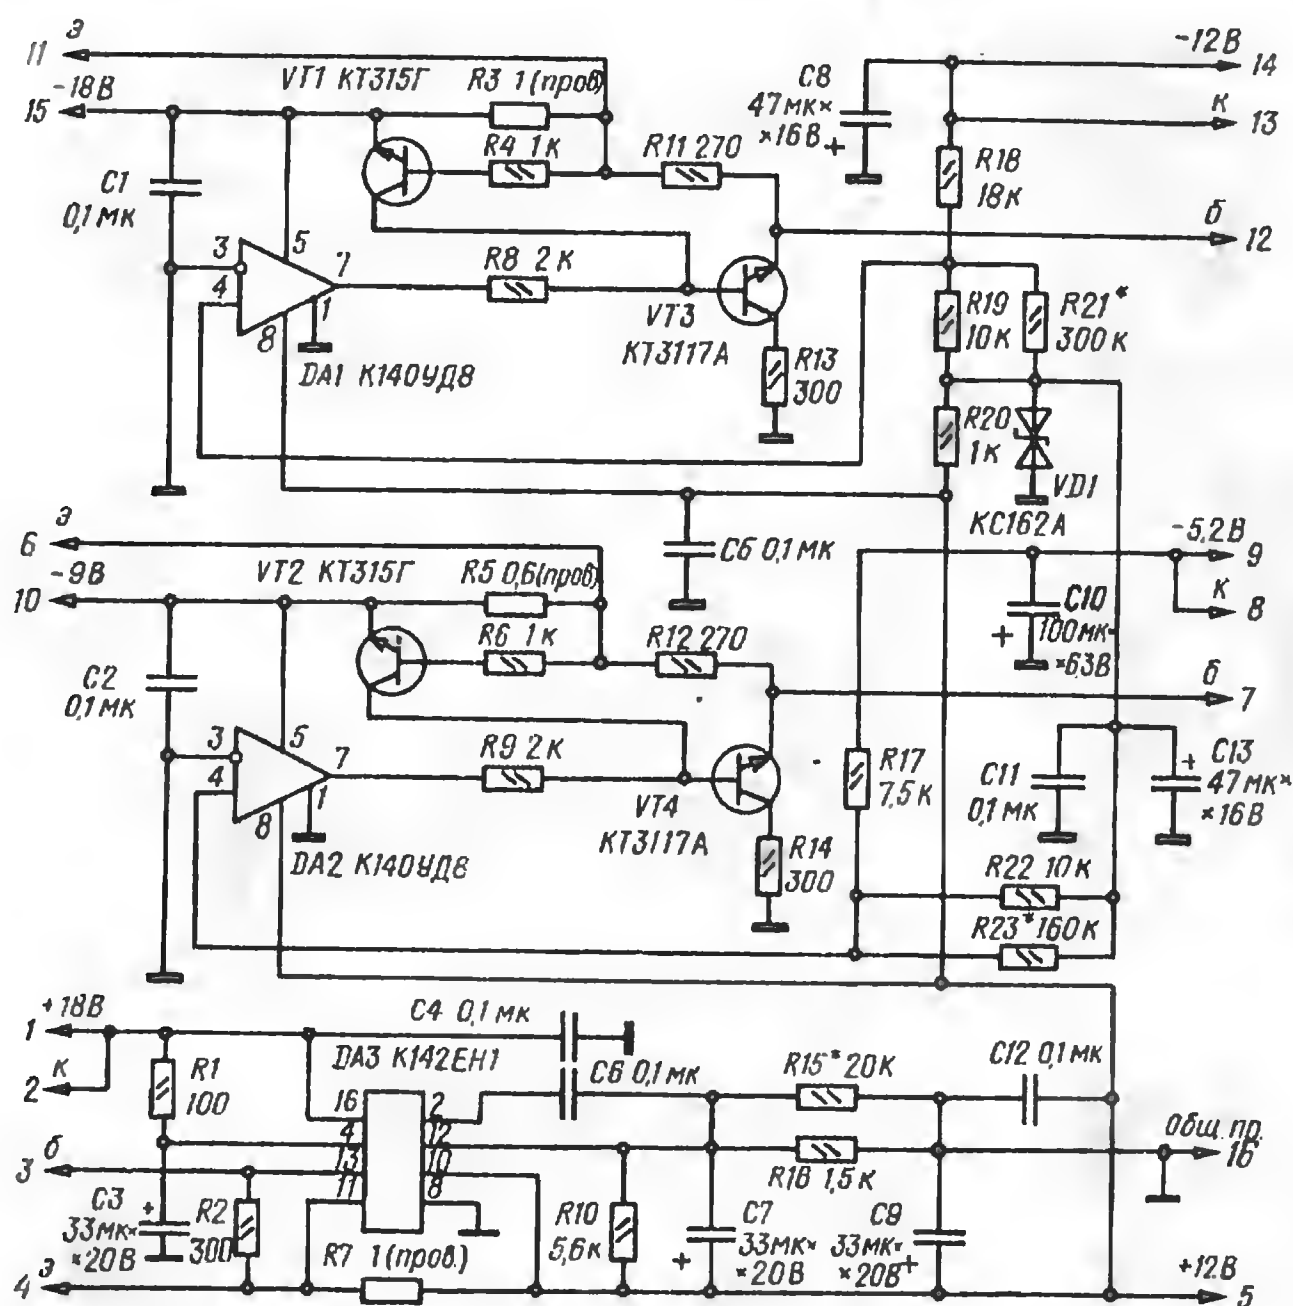 11
э
15
-18В
VT1 КТ315Г
R3 1(пров)
R4 1к
R11 270
C8
47мк×
×16В
+
-12В
14
к
13
R18
18к
б
12
C1
0,1мк
3
4
5
7
1
8
DA1 К140УД8
R8 2к
VT3
КТ3117А
R13
300
R19
10к
R21*
300к
R20
1к
VD1
КС162А
C6 0,1мк
6
э
10
-9В
VT2 КТ315Г
R5 0,6(пров)
R6 1к
R12 270
-5,2В
9
к
8
C10
100мк×
×6,3В
+
б
7
C2
0,1мк
3
4
5
7
1
8
DA2 К140УД8
R9 2к
VT4
КТ3117А
R14
300
R17
7,5к
C11
0,1мк
+
C13
47мк×
×16В
R22 10к
R23* 160к
1
+18В
2
к
R1
100
C4 0,1мк
DA3 К142ЕН1
C6 0,1мк
R15* 20к
C12 0,1мк
16
4
13
11
2
12
10
8
3
б
C3
33мк×
×20В
+
R2
300
R7 1(пров.)
R10
5,6к
R16 1,5к
C7
33мк×
×20В
+
C9
33мк×
×20В
+
Общ. пр.
16
4
э
+12В
5